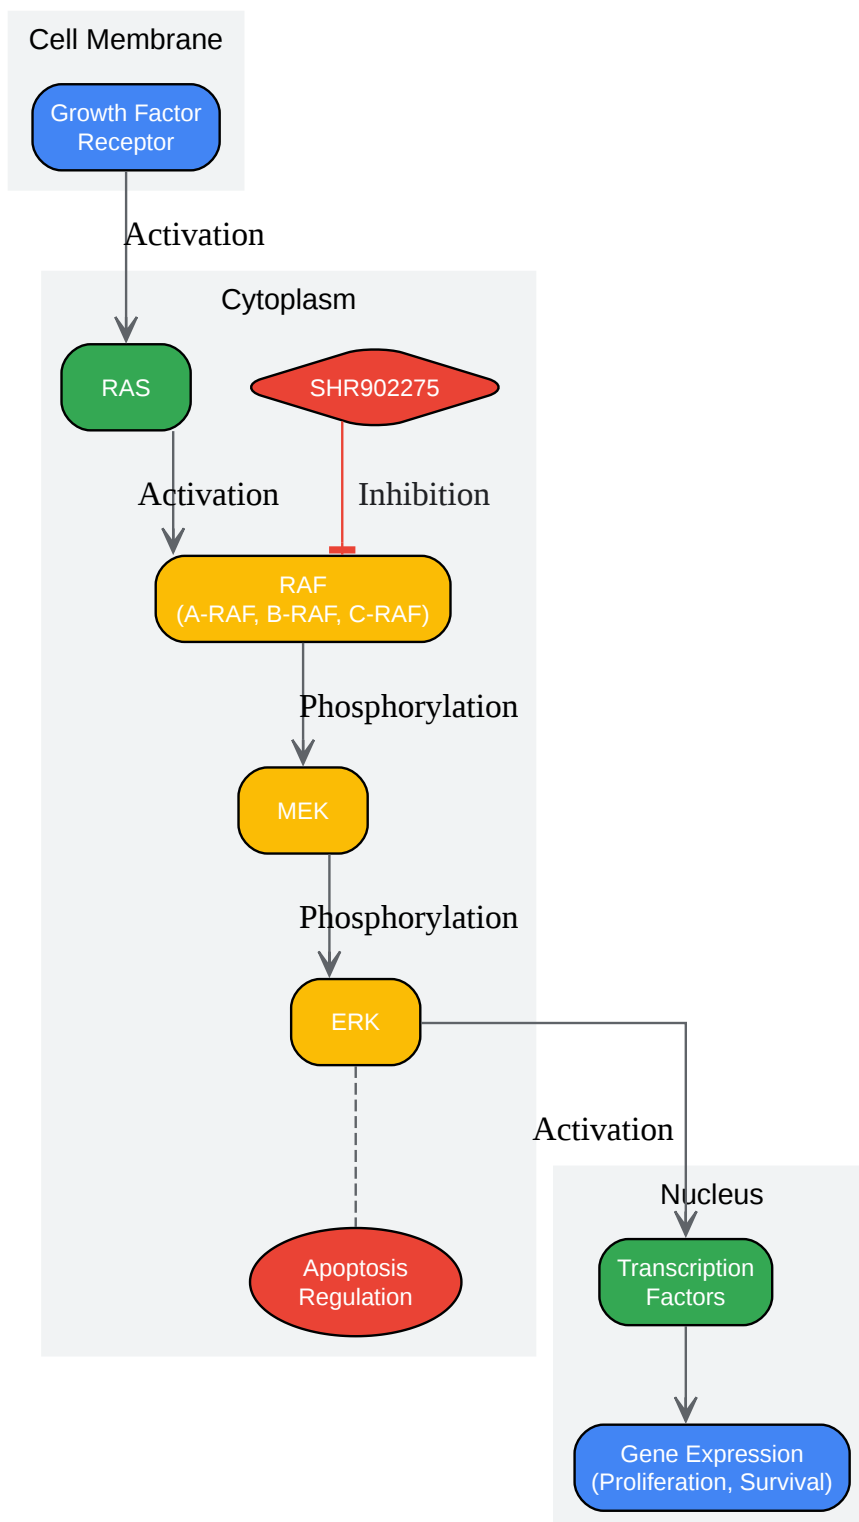 Cell Membrane
Growth Factor
Receptor
Activation
Cytoplasm
RAS
SHR902275
Activation
Inhibition
RAF
(A-RAF, B-RAF, C-RAF)
Phosphorylation
MEK
Phosphorylation
ERK
Activation
Nucleus
Apoptosis
Regulation
Transcription
Factors
Gene Expression
(Proliferation, Survival)